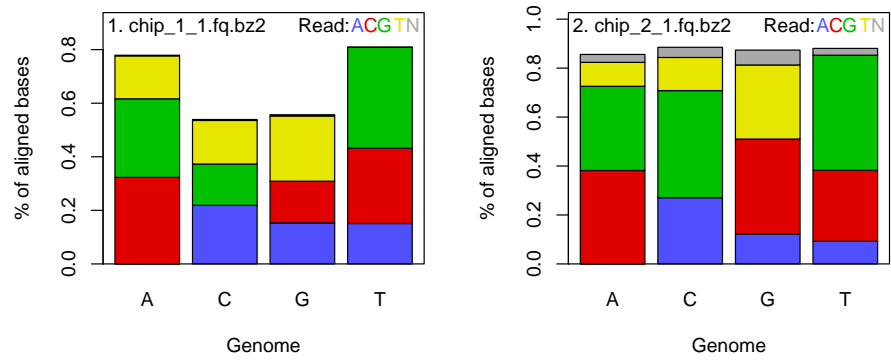 1. chip_1_1.fq.bz2 Read:ACGTN
% of aligned bases
0.8
0.6
0.4
0.2
0.0
A C G T
Genome
2. chip_2_1.fq.bz2 Read:ACGTN
% of aligned bases
1.0
0.8
0.6
0.4
0.2
0.0
A C G T
Genome